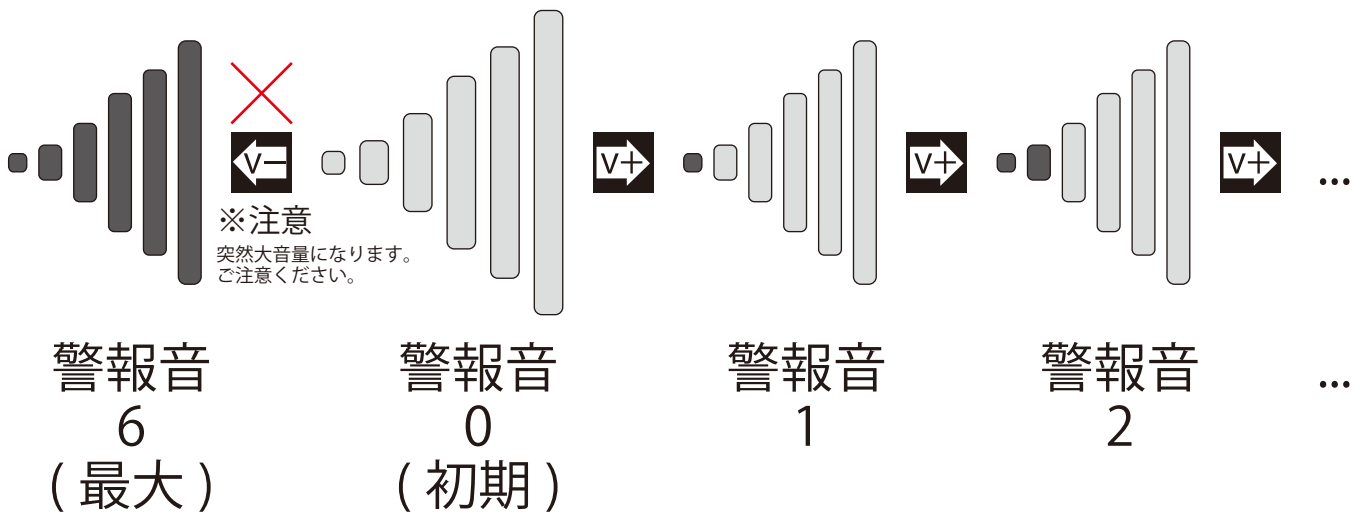 V－
V+
V+
V+
...
※注意
突然大音量になります。
ご注意ください。
警報音
6
(最大)
警報音
0
(初期)
警報音
1
警報音
2
...